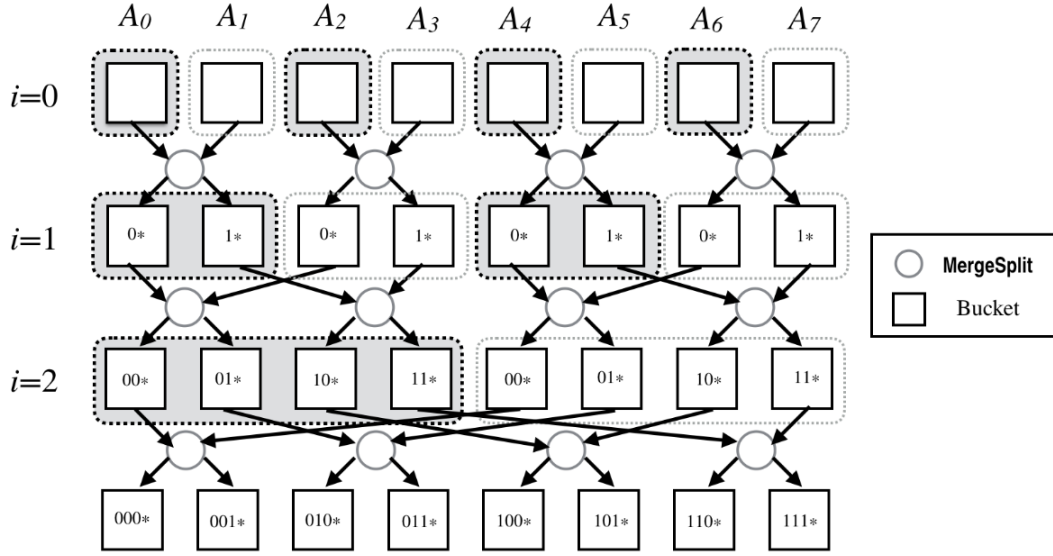 A0 A1 A2 A3 A4 A5 A6 A7
i=0
i=1
0* 1* 0* 1* 0* 1* 0* 1*
MergeSplit
Bucket
i=2
00* 01* 10* 11* 00* 01* 10* 11*
000* 001* 010* 011* 100* 101* 110* 111*